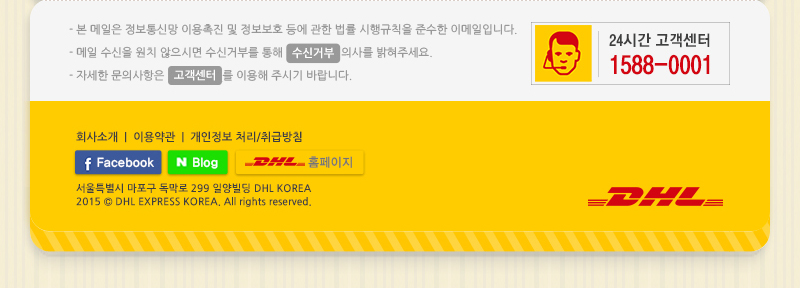 - 본 메일은 정보통신망 이용촉진 및 정보보호 등에 관한 법률 시행규칙을 준수한 이메일입니다.
- 메일 수신을 원치 않으시면 수신거부를 통해 수신거부 의사를 밝혀주세요.
- 자세한 문의사항은 고객센터 를 이용해 주시기 바랍니다.
24시간 고객센터
1588-0001
회사소개 | 이용약관 | 개인정보 처리/취급방침
f Facebook N Blog DHL 홈페이지
서울특별시 마포구 독막로 299 일양빌딩 DHL KOREA
2015 © DHL EXPRESS KOREA. All rights reserved.
DHL